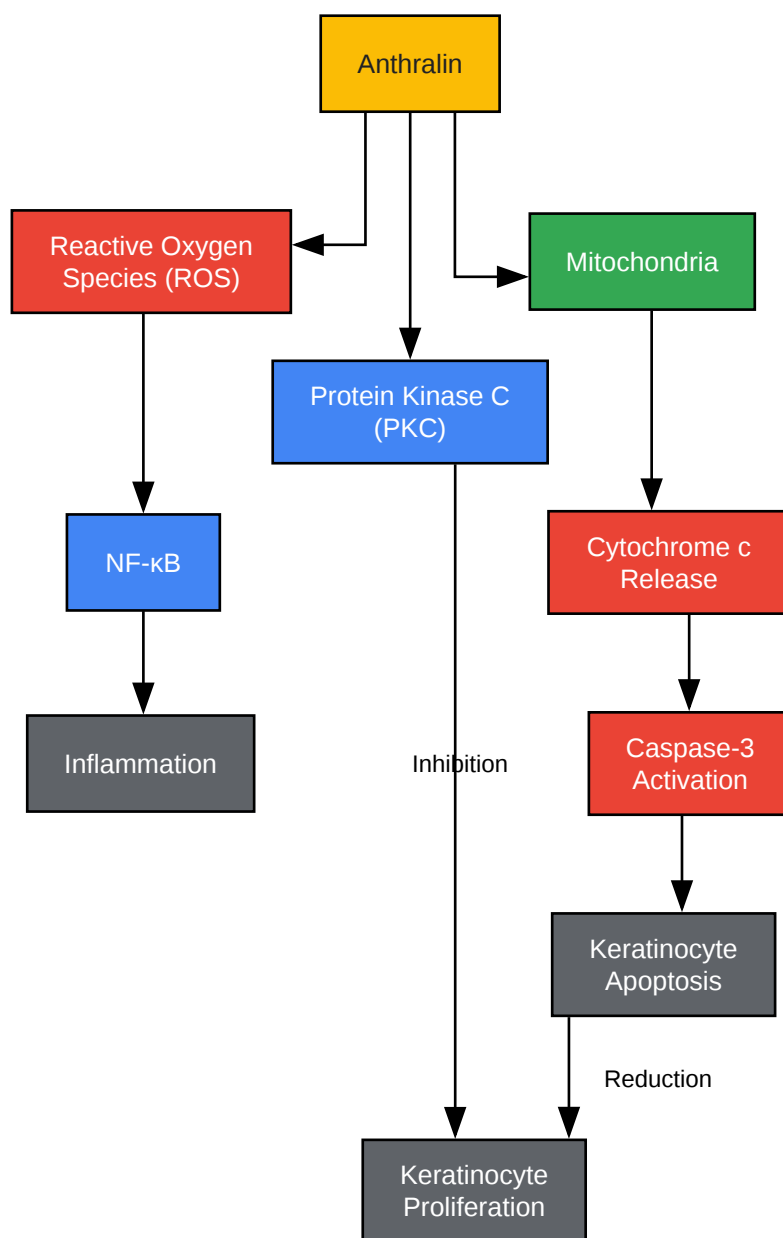 Anthralin
Reactive Oxygen
Species (ROS)
Mitochondria
Protein Kinase C
(PKC)
NF-κB
Cytochrome c
Release
Inflammation
Inhibition
Caspase-3
Activation
Keratinocyte
Apoptosis
Reduction
Keratinocyte
Proliferation